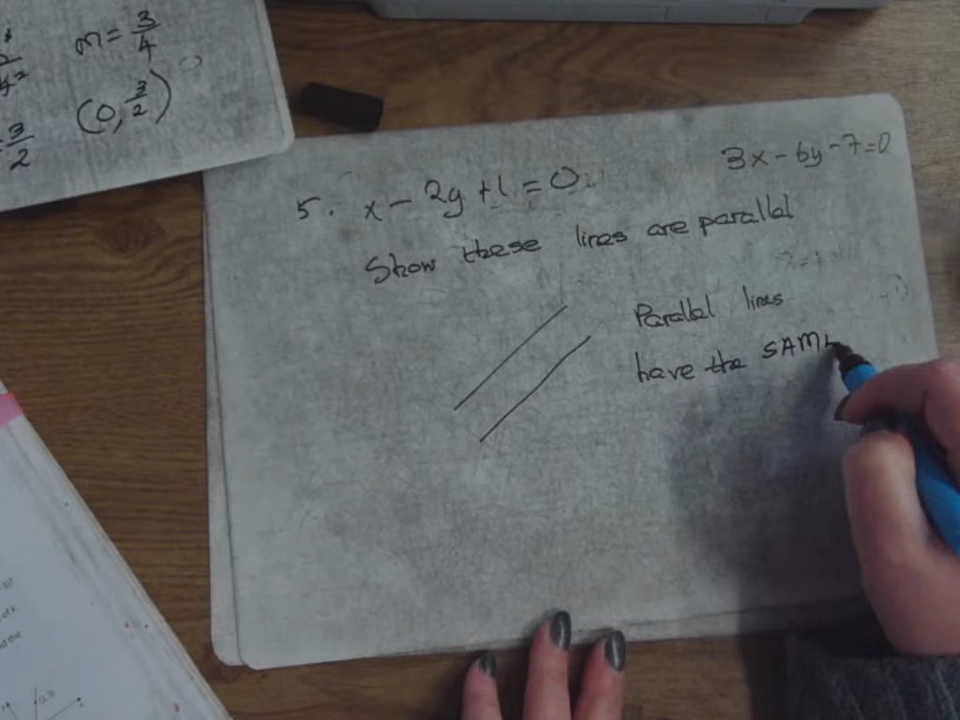 m = 3/4
(0, 3/2)
3/2
5. x - 2y + 1 = 0
3x - 6y - 7 = 0
Show these lines are parallel
Parallel lines
have the SAM